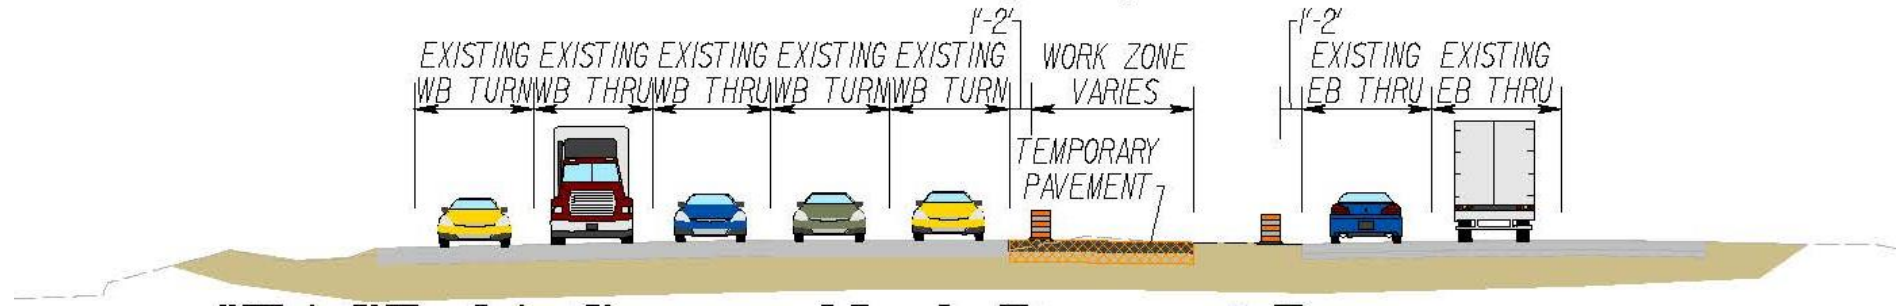 1'-2'
1'-2'
EXISTING EXISTING EXISTING EXISTING EXISTING WORK ZONE EXISTING EXISTING
WB TURN WB THRU WB THRU WB TURN WB TURN VARIES EB THRU EB THRU
TEMPORARY
PAVEMENT